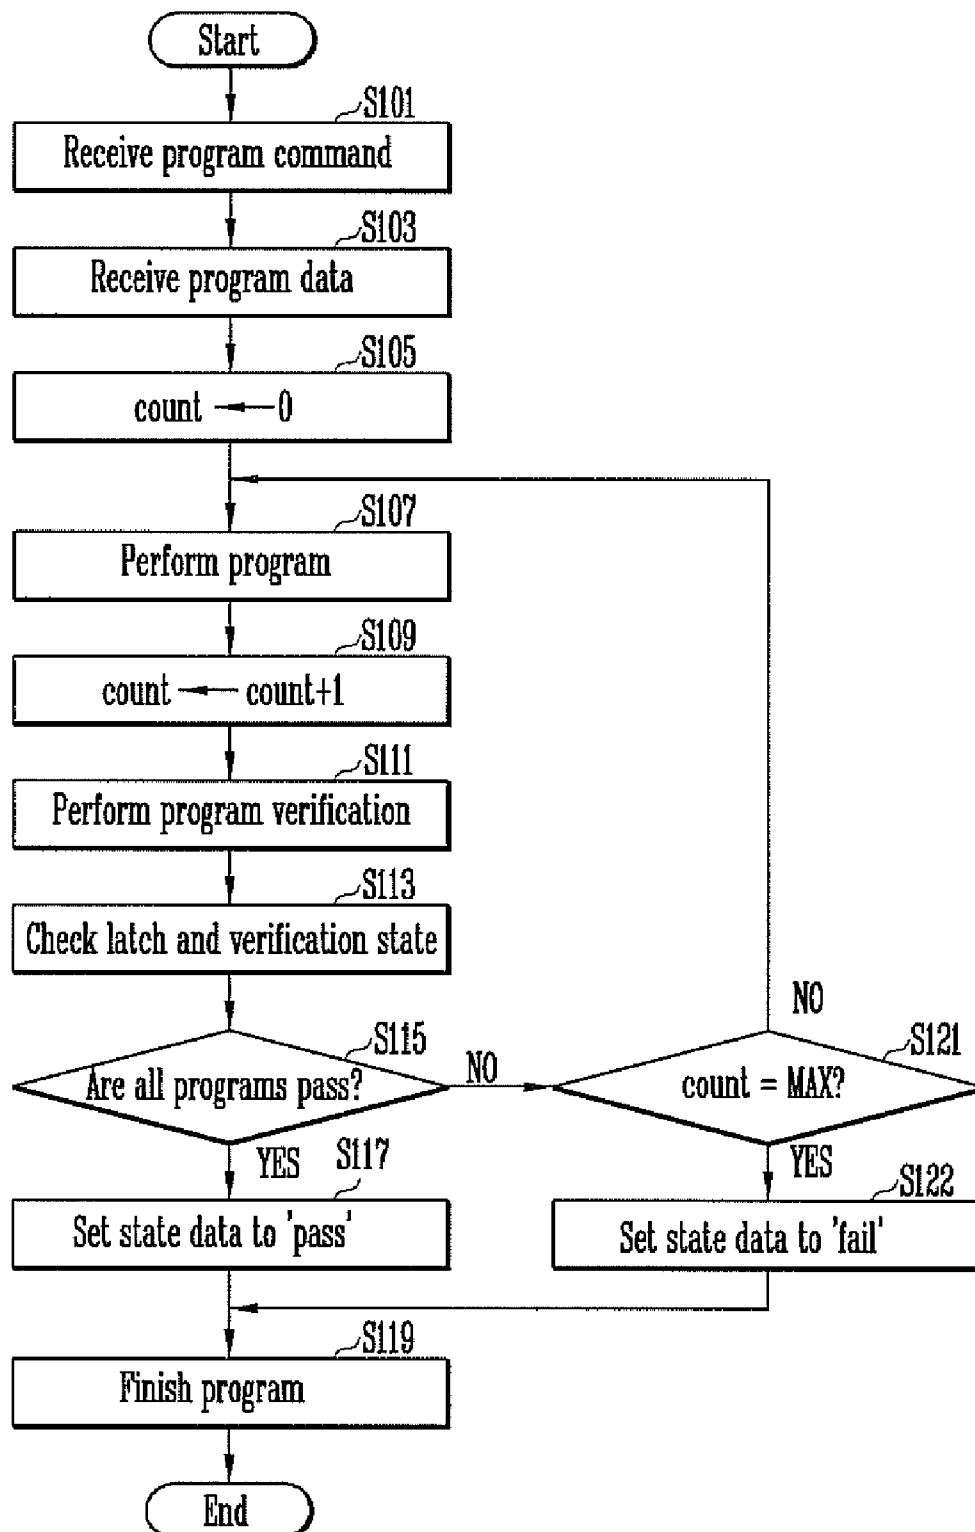 Start
S101
Receive program command
S103
Receive program data
S105
count ← 0
S107
Perform program
S109
count ← count+1
S111
Perform program verification
S113
Check latch and verification state
S115
Are all programs pass?
NO
S121
count = MAX?
NO
YES
YES
S117
Set state data to 'pass'
S122
Set state data to 'fail'
S119
Finish program
End